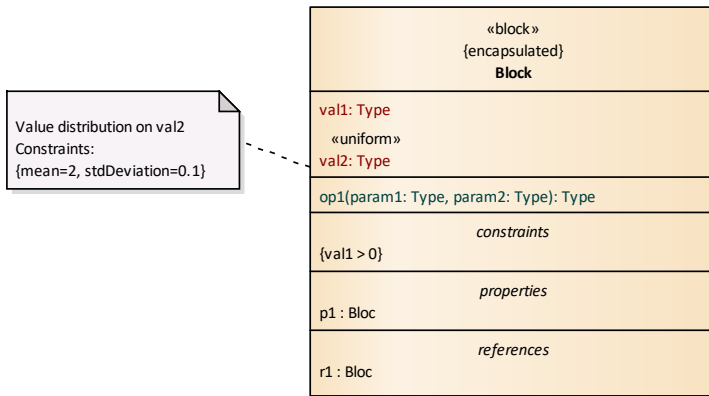 «block»
{encapsulated}
Block
Value distribution on val2
Constraints:
{mean=2, stdDeviation=0.1}
val1: Type
«uniform»
val2: Type
op1(param1: Type, param2: Type): Type
constraints
{val1 > 0}
properties
p1 : Bloc
references
r1 : Bloc